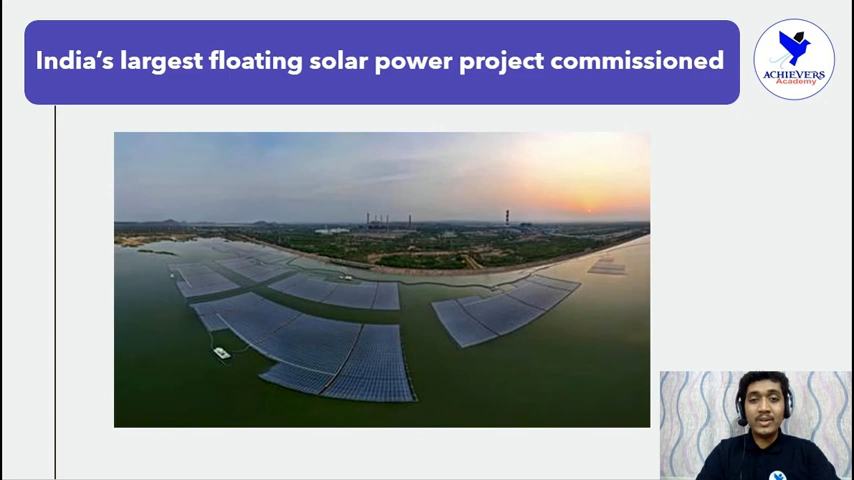 India’s largest floating solar power project commissioned
ACHIEVERS
Academy